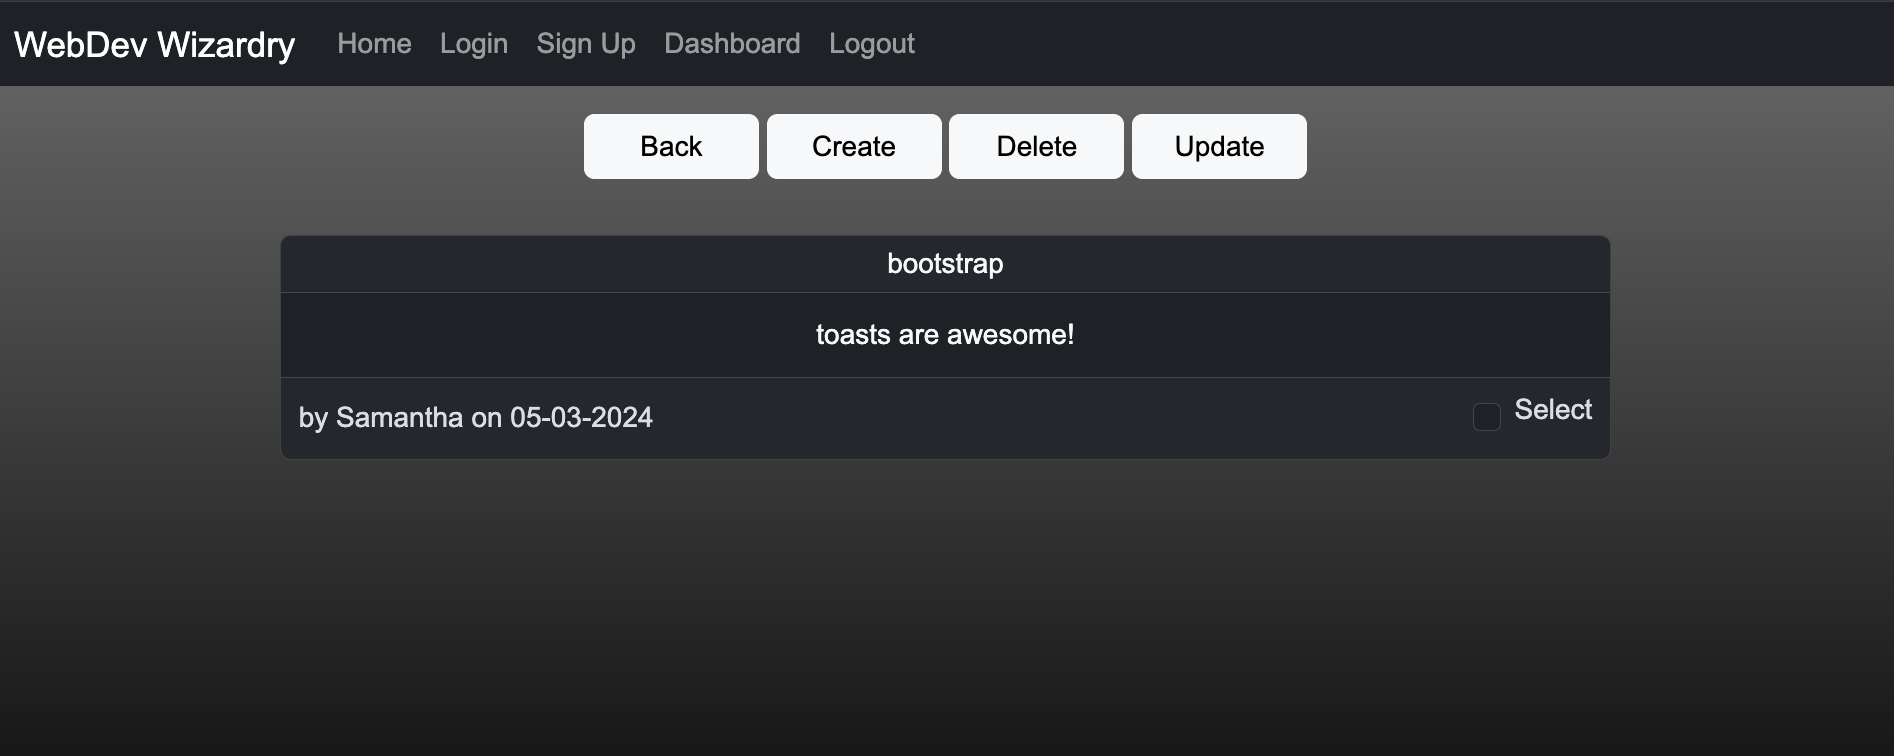 WebDev Wizardry Home Login Sign Up Dashboard Logout
Back Create Delete Update
bootstrap
toasts are awesome!
by Samantha on 05-03-2024 Select